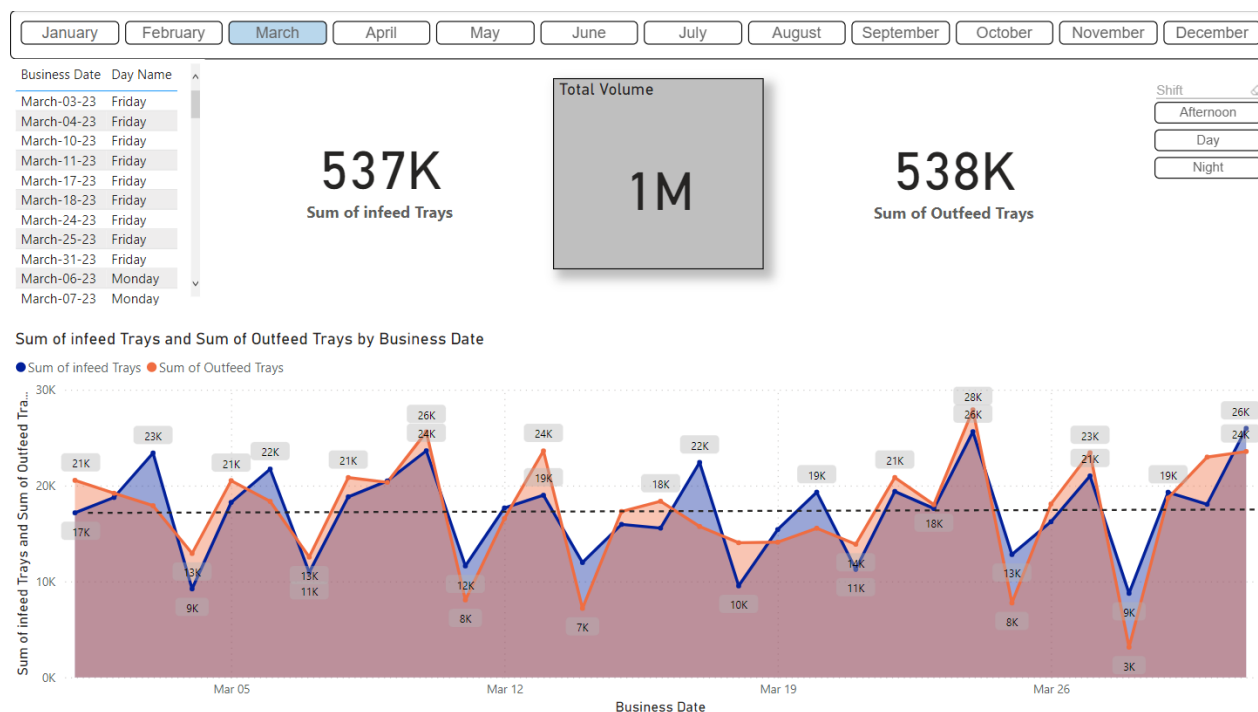 January February March April May June July August September October November December
Business Date Day Name
March-03-23 Friday
March-04-23 Friday
March-10-23 Friday
March-11-23 Friday
March-17-23 Friday
March-18-23 Friday
March-24-23 Friday
March-25-23 Friday
March-31-23 Friday
March-06-23 Monday
March-07-23 Monday
537K
Sum of infeed Trays
Total Volume
1M
538K
Sum of Outfeed Trays
Shift
Afternoon
Day
Night
Sum of infeed Trays and Sum of Outfeed Trays by Business Date
Sum of infeed Trays Sum of Outfeed Trays
Sum of infeed Trays and Sum of Outfeed Tra...
30K
20K
10K
0K
21K
17K
23K
13K
9K
21K
22K
13K
11K
21K
26K
24K
12K
8K
24K
19K
7K
18K
22K
10K
19K
14K
11K
21K
18K
28K
26K
13K
8K
23K
21K
9K
3K
19K
26K
24K
Mar 05 Mar 12 Mar 19 Mar 26
Business Date